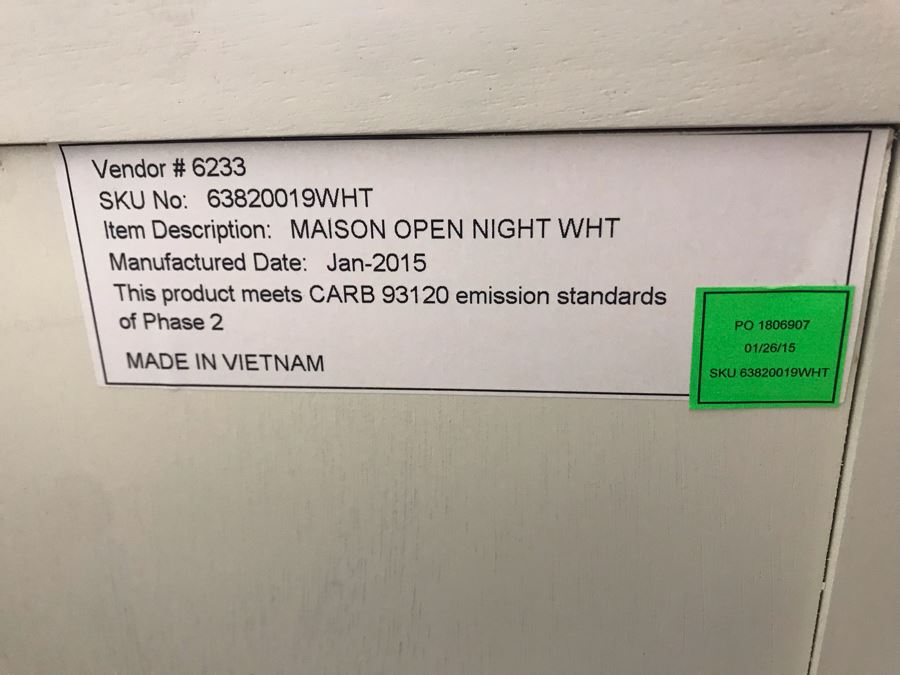 Vendor # 6233
SKU No: 63820019WHT
Item Description: MAISON OPEN NIGHT WHT
Manufactured Date: Jan-2015
This product meets CARB 93120 emission standards
of Phase 2
MADE IN VIETNAM
PO 1806907
01/26/15
SKU 63820019WHT